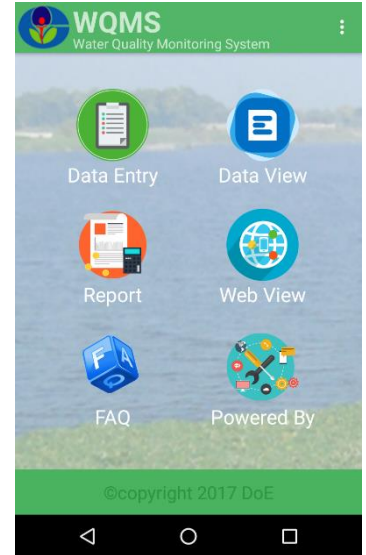 WQMS
Water Quality Monitoring System
Data Entry
Data View
Report
Web View
F A Q
FAQ
Powered By
©copyright 2017 DoE